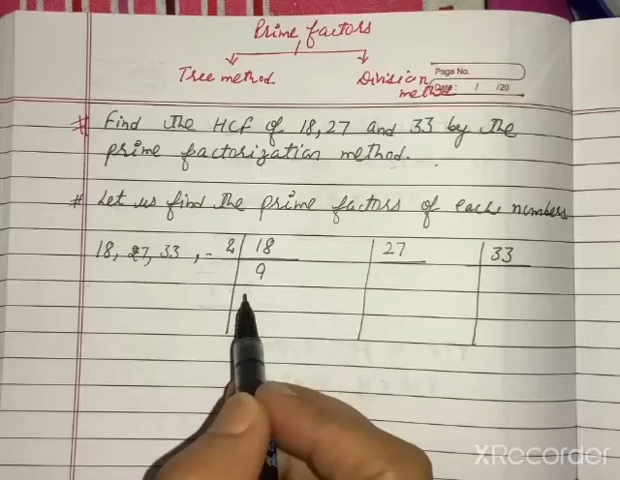 Prime factors
Tree method
Division method
Page No.
Date : / /20
# Find the HCF of 18, 27 and 33 by the
prime factorization method.
# Let us find the prime factors of each numbers
18, 27, 33, - 2 18 27 33
9
XRecorder